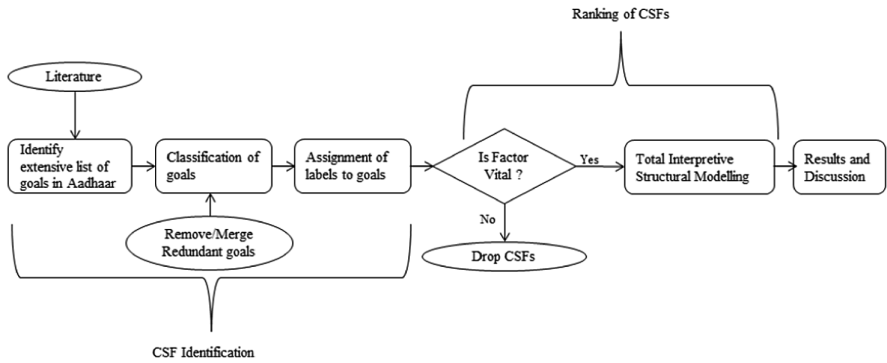 Ranking of CSFs
Literature
Identify
extensive list of
goals in Aadhaar
Classification of
goals
Assignment of
labels to goals
Is Factor
Vital ?
Yes
Total Interpretive
Structural Modelling
Results and
Discussion
No
Remove/Merge
Redundant goals
Drop CSFs
CSF Identification